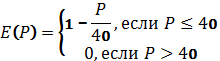 E(P) = { 1 − P/40, если P ≤ 40
0, если P > 40